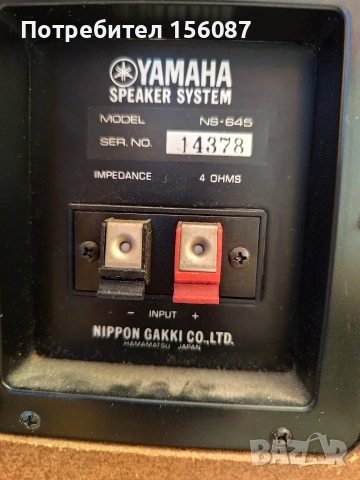 Потребител 156087
YAMAHA
SPEAKER SYSTEM
MODEL NS-645
SER. NO. 14378
IMPEDANCE 4 OHMS
− INPUT +
NIPPON GAKKI CO., LTD.
HAMAMATSU JAPAN
BAZAR